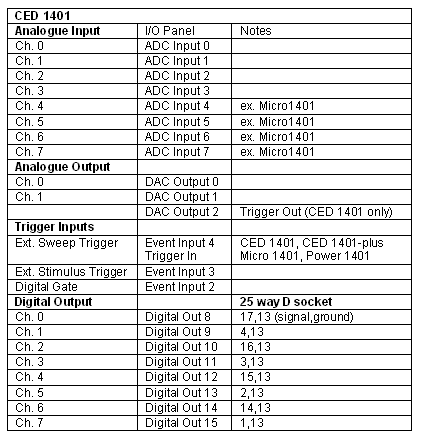 CED 1401
Analogue Input I/O Panel Notes
Ch. 0 ADC Input 0
Ch. 1 ADC Input 1
Ch. 2 ADC Input 2
Ch. 3 ADC Input 3
Ch. 4 ADC Input 4 ex. Micro1401
Ch. 5 ADC Input 5 ex. Micro1401
Ch. 6 ADC Input 6 ex. Micro1401
Ch. 7 ADC Input 7 ex. Micro1401
Analogue Output
Ch. 0 DAC Output 0
Ch. 1 DAC Output 1
DAC Output 2 Trigger Out (CED 1401 only)
Trigger Inputs
Ext. Sweep Trigger Event Input 4 CED 1401, CED 1401-plus
Trigger In Micro 1401, Power 1401
Ext. Stimulus Trigger Event Input 3
Digital Gate Event Input 2
Digital Output 25 way D socket
Ch. 0 Digital Out 8 17,13 (signal,ground)
Ch. 1 Digital Out 9 4,13
Ch. 2 Digital Out 10 16,13
Ch. 3 Digital Out 11 3,13
Ch. 4 Digital Out 12 15,13
Ch. 5 Digital Out 13 2,13
Ch. 6 Digital Out 14 14,13
Ch. 7 Digital Out 15 1,13